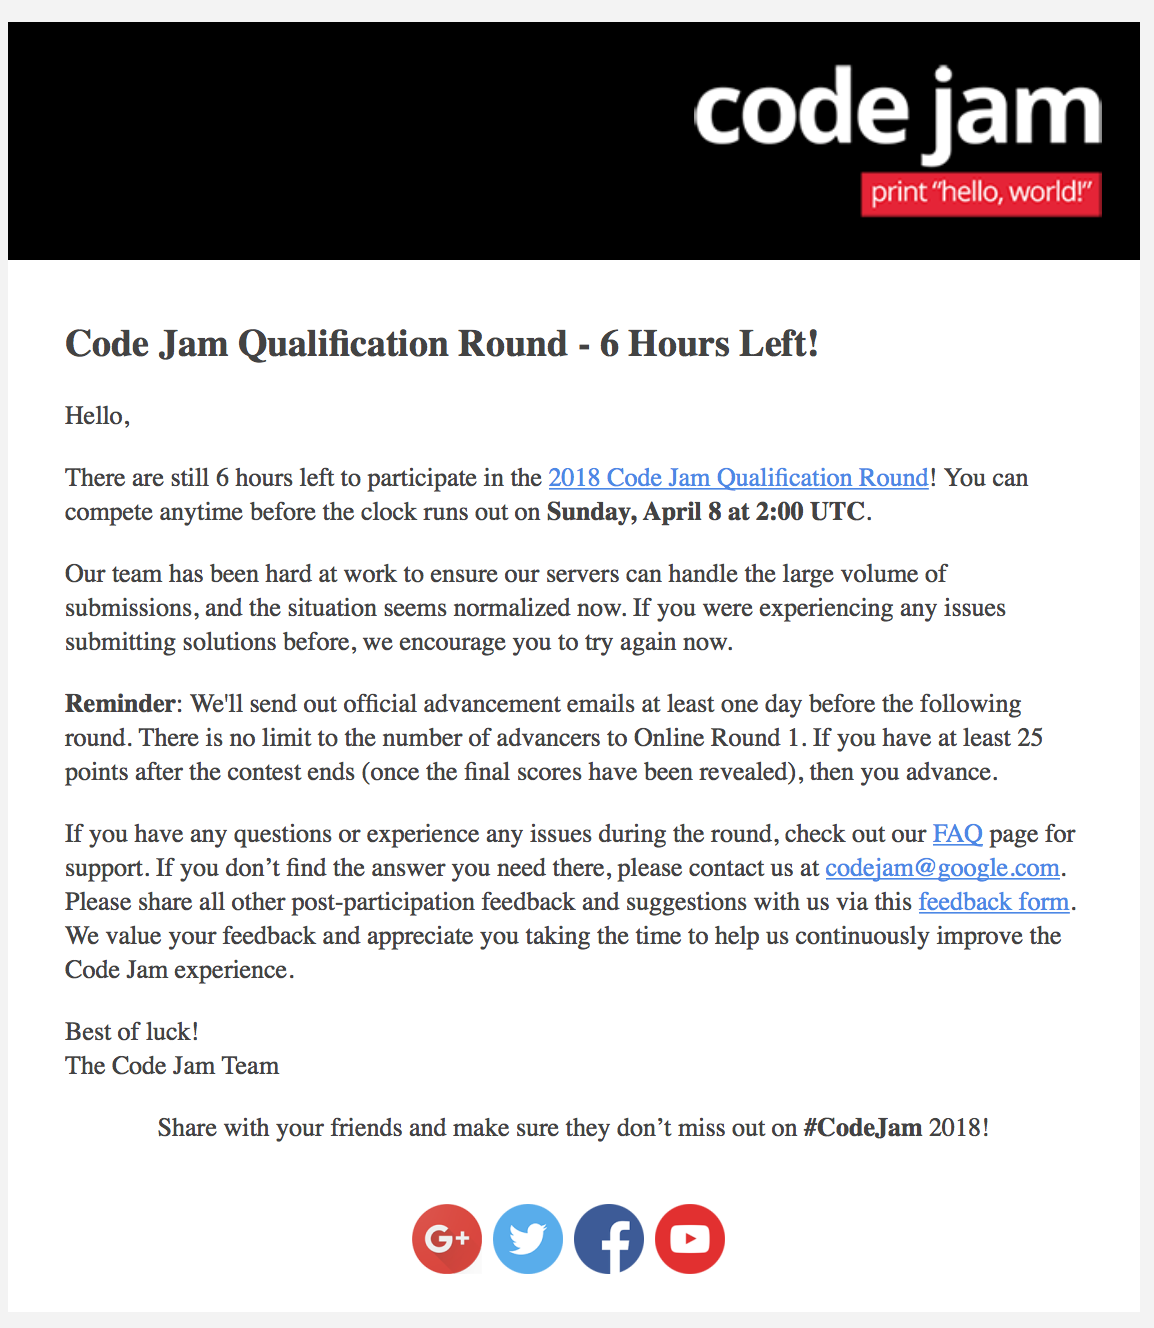 code jam
print “hello, world!”
Code Jam Qualification Round - 6 Hours Left!
Hello,
There are still 6 hours left to participate in the 2018 Code Jam Qualification Round! You can
compete anytime before the clock runs out on Sunday, April 8 at 2:00 UTC.
Our team has been hard at work to ensure our servers can handle the large volume of
submissions, and the situation seems normalized now. If you were experiencing any issues
submitting solutions before, we encourage you to try again now.
Reminder: We'll send out official advancement emails at least one day before the following
round. There is no limit to the number of advancers to Online Round 1. If you have at least 25
points after the contest ends (once the final scores have been revealed), then you advance.
If you have any questions or experience any issues during the round, check out our FAQ page for
support. If you don’t find the answer you need there, please contact us at codejam@google.com.
Please share all other post-participation feedback and suggestions with us via this feedback form.
We value your feedback and appreciate you taking the time to help us continuously improve the
Code Jam experience.
Best of luck!
The Code Jam Team
Share with your friends and make sure they don’t miss out on #CodeJam 2018!
G+